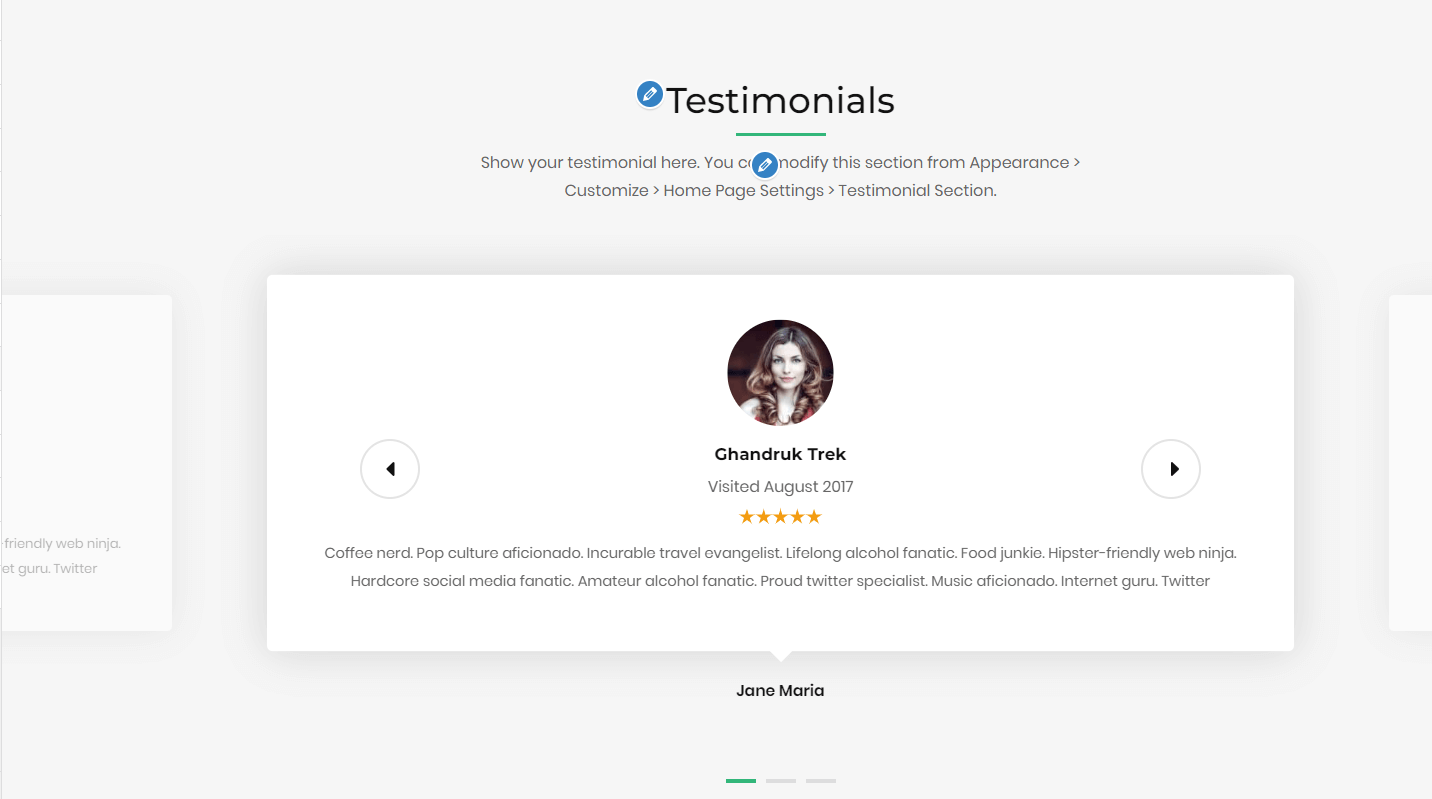 Testimonials
Show your testimonial here. You can modify this section from Appearance >
Customize > Home Page Settings > Testimonial Section.
Ghandruk Trek
Visited August 2017
Coffee nerd. Pop culture aficionado. Incurable travel evangelist. Lifelong alcohol fanatic. Food junkie. Hipster-friendly web ninja.
Hardcore social media fanatic. Amateur alcohol fanatic. Proud twitter specialist. Music aficionado. Internet guru. Twitter
-friendly web ninja.
et guru. Twitter
Jane Maria